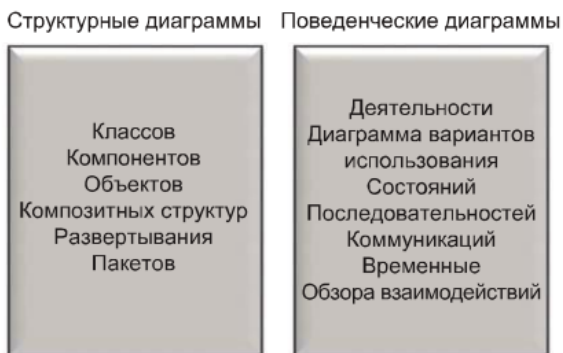 Структурные диаграммы
Классов
Компонентов
Объектов
Композитных структур
Развертывания
Пакетов
Поведенческие диаграммы
Деятельности
Диаграмма вариантов
использования
Состояний
Последовательностей
Коммуникаций
Временные
Обзора взаимодействий